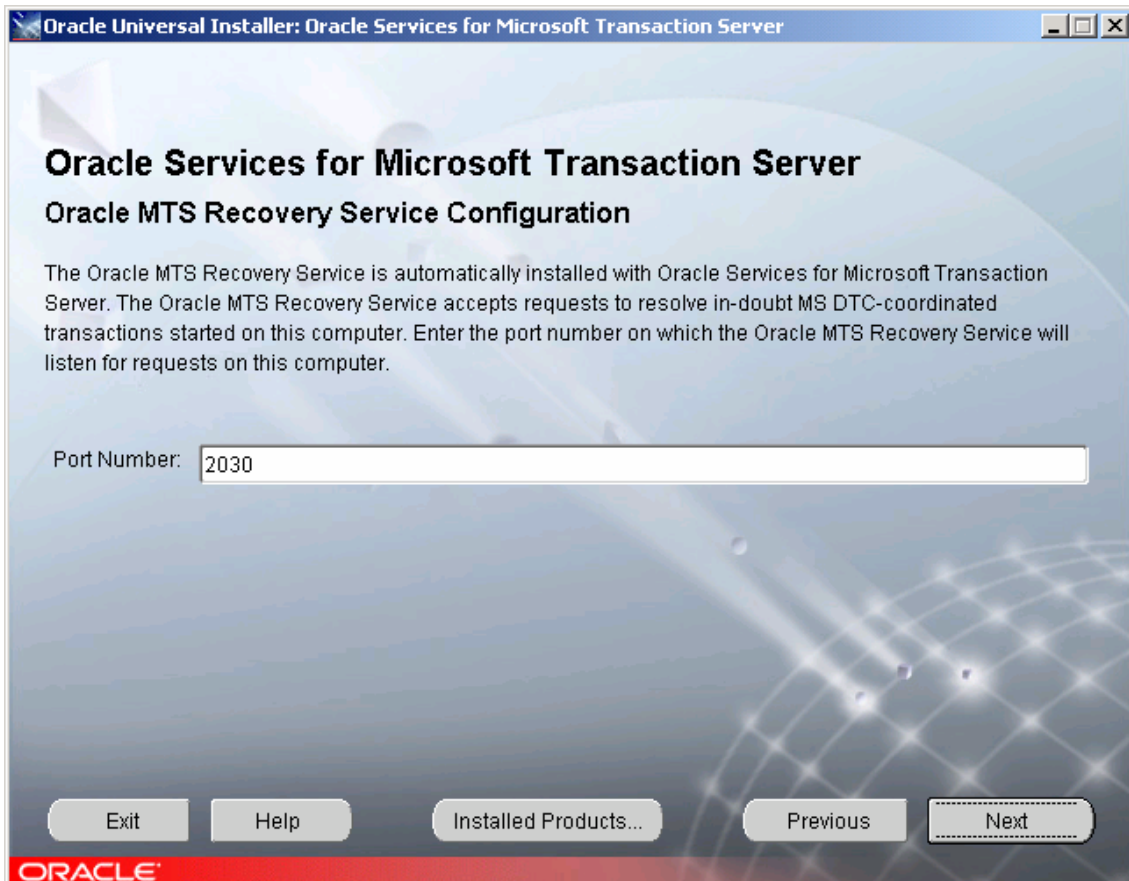 Oracle Universal Installer: Oracle Services for Microsoft Transaction Server
Oracle Services for Microsoft Transaction Server
Oracle MTS Recovery Service Configuration
The Oracle MTS Recovery Service is automatically installed with Oracle Services for Microsoft Transaction
Server. The Oracle MTS Recovery Service accepts requests to resolve in-doubt MS DTC-coordinated
transactions started on this computer. Enter the port number on which the Oracle MTS Recovery Service will
listen for requests on this computer.
Port Number: 2030
Exit Help Installed Products... Previous Next
ORACLE